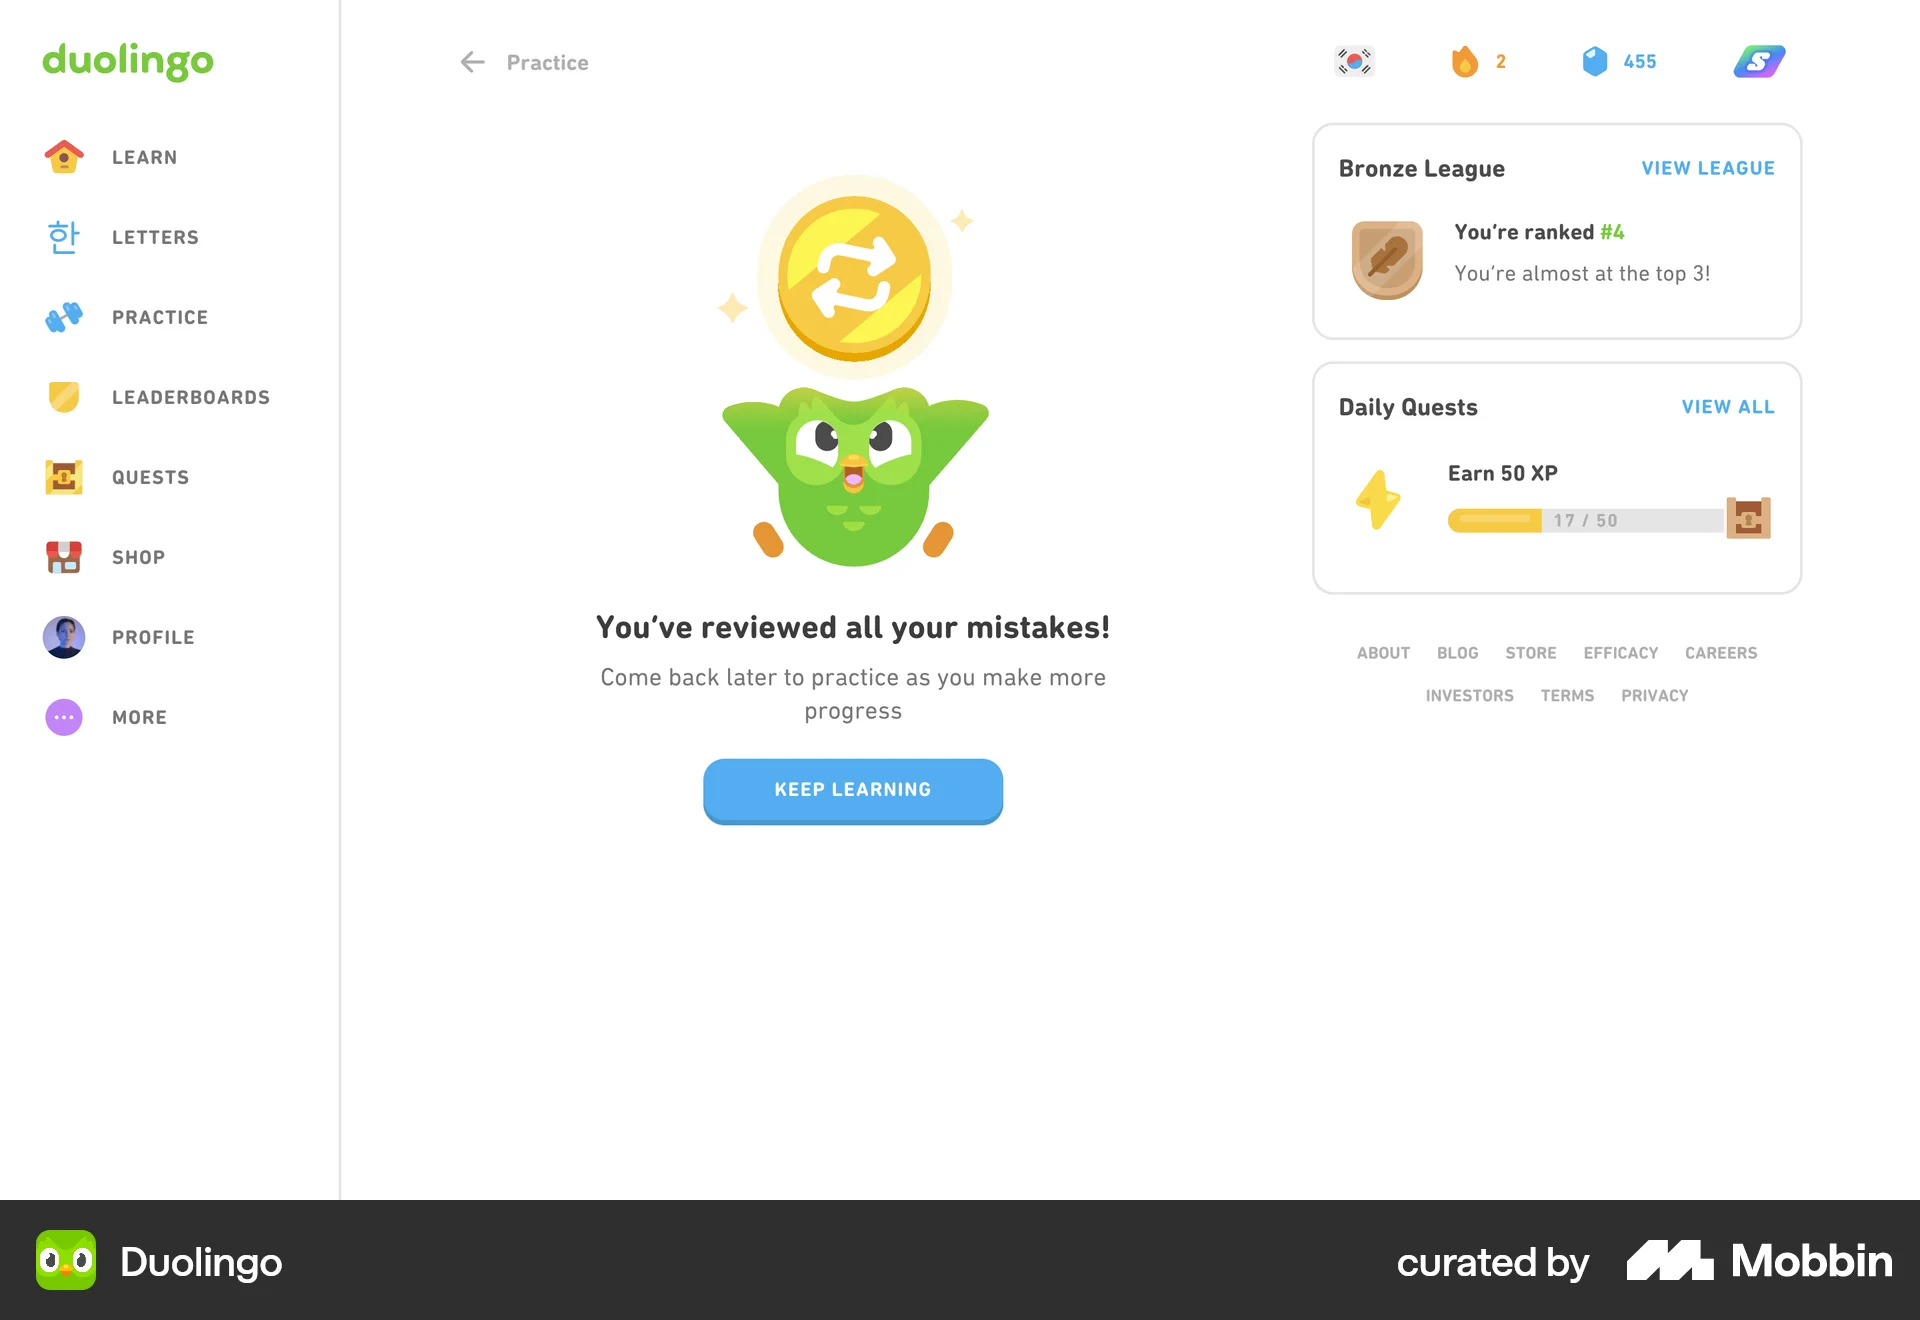 duolingo
LEARN
한
LETTERS
PRACTICE
LEADERBOARDS
QUESTS
SHOP
PROFILE
MORE
Practice
You’ve reviewed all your mistakes!
Come back later to practice as you make more
progress
KEEP LEARNING
2
455
S
Bronze League
VIEW LEAGUE
You’re ranked #4
You’re almost at the top 3!
Daily Quests
VIEW ALL
Earn 50 XP
17 / 50
ABOUT BLOG STORE EFFICACY CAREERS
INVESTORS TERMS PRIVACY
Duolingo
curated by Mobbin